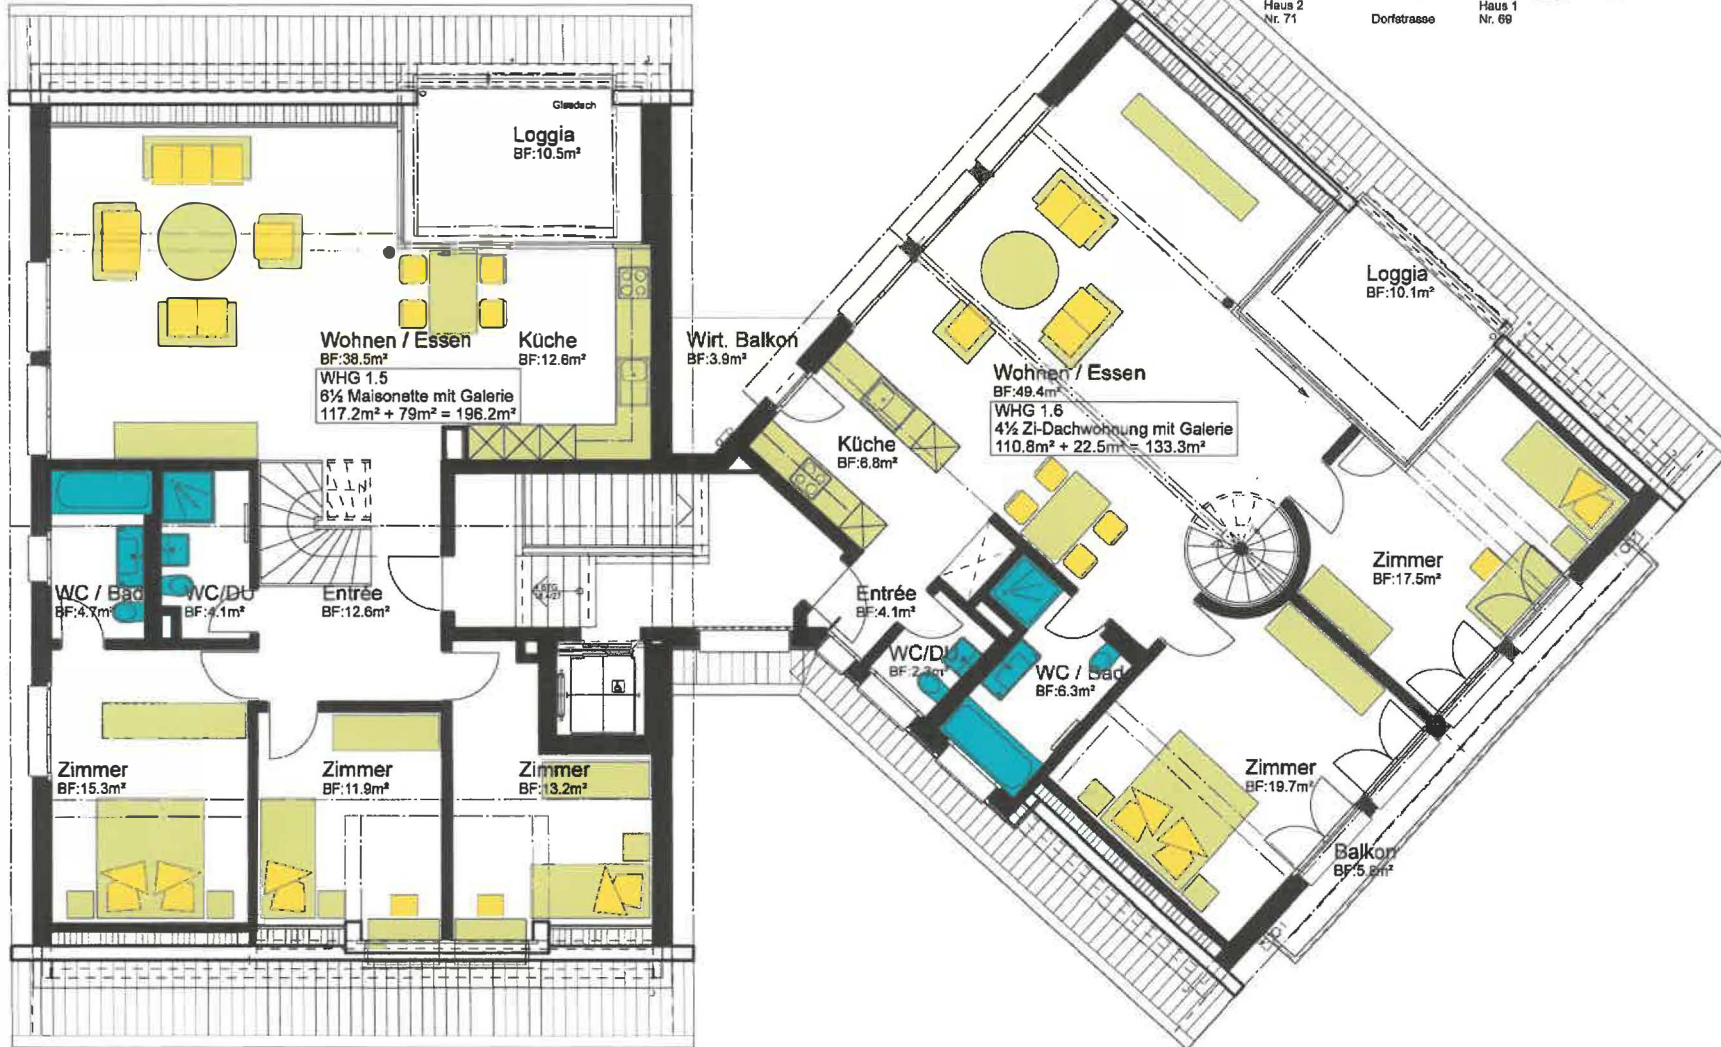 Haus 2
Nr. 71
Dorfstrasse
Haus 1
Nr. 69
Glasdach
Loggia
BF:10.5m²
Wohnen / Essen
BF:38.5m²
WHG 1.5
6½ Maisonette mit Galerie
117.2m² + 79m² = 196.2m²
Küche
BF:12.6m²
Wirt. Balkon
BF:3.9m²
Loggia
BF:10.1m²
Wohnen / Essen
BF:49.4m²
WHG 1.6
4½ Zi-Dachwohnung mit Galerie
110.8m² + 22.5m² = 133.3m²
Küche
BF:6.8m²
WC / Bad
BF:4.7m²
WC/DU
BF:4.1m²
Entrée
BF:12.6m²
Entrée
BF:4.1m²
Zimmer
BF:17.5m²
WC/DU
BF:2.3m²
WC / Bad
BF:6.3m²
Zimmer
BF:15.3m²
Zimmer
BF:11.9m²
Zimmer
BF:13.2m²
Zimmer
BF:19.7m²
Balkon